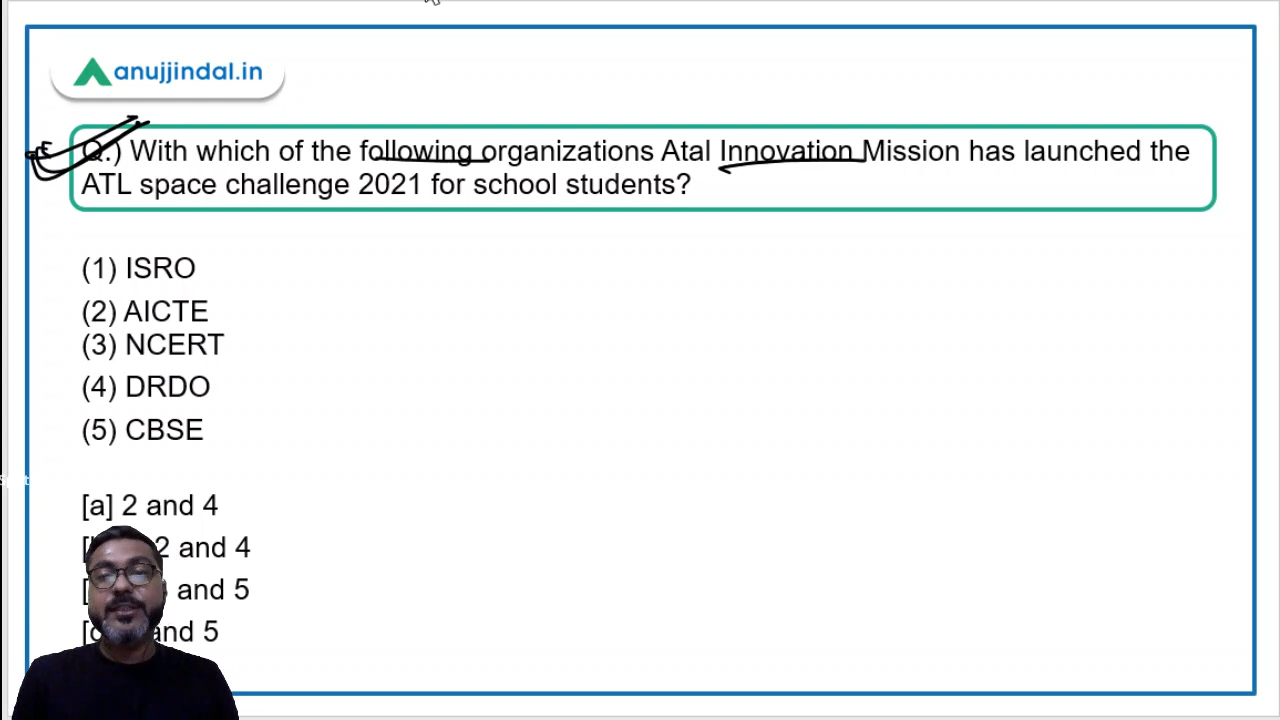 anujjindal.in
Q.) With which of the following organizations Atal Innovation Mission has launched the
ATL space challenge 2021 for school students?
(1) ISRO
(2) AICTE
(3) NCERT
(4) DRDO
(5) CBSE
[a] 2 and 4
2 and 4
and 5
and 5